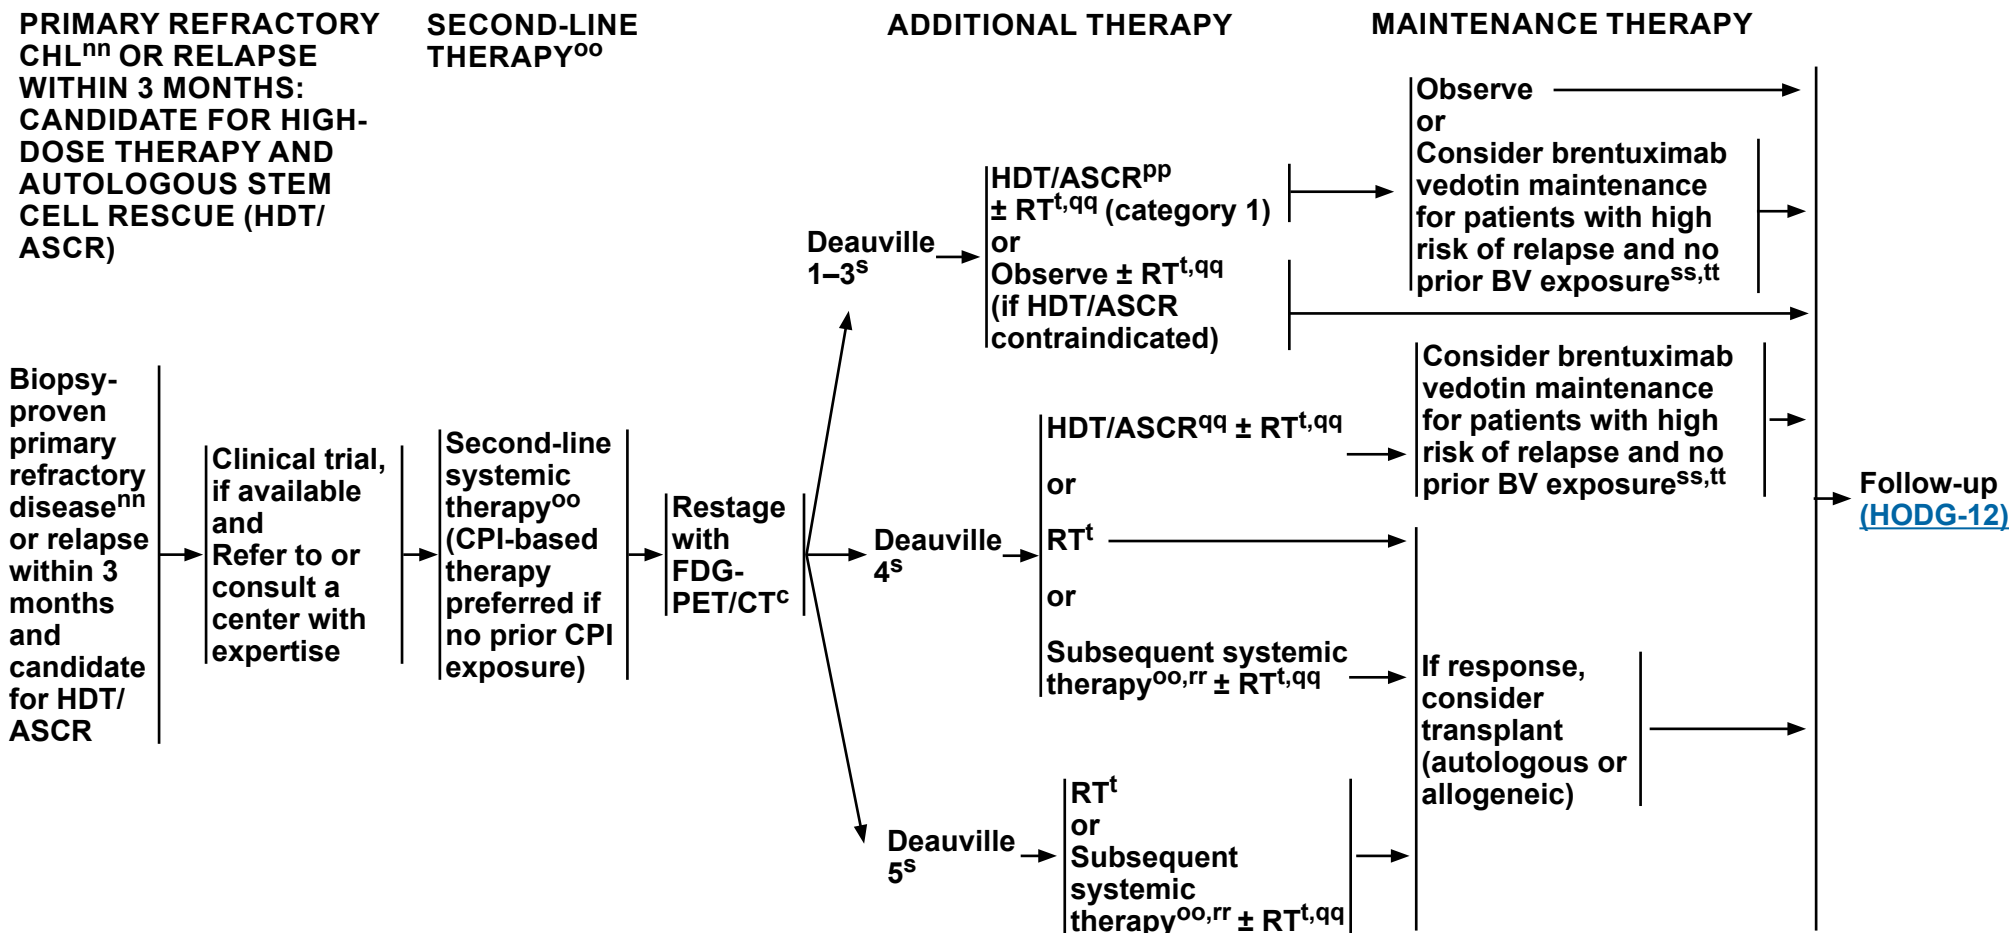 PRIMARY REFRACTORY
CHLnn OR RELAPSE
WITHIN 3 MONTHS:
CANDIDATE FOR HIGH-
DOSE THERAPY AND
AUTOLOGOUS STEM
CELL RESCUE (HDT/
ASCR)
SECOND-LINE
THERAPYoo
ADDITIONAL THERAPY
MAINTENANCE THERAPY
Biopsy-
proven
primary
refractory
diseasenn
or relapse
within 3
months
and
candidate
for HDT/
ASCR
Clinical trial,
if available
and
Refer to or
consult a
center with
expertise
Second-line
systemic
therapyoo
(CPI-based
therapy
preferred if
no prior CPI
exposure)
Restage
with
FDG-
PET/CTc
Deauville
1–3s
HDT/ASCRpp
± RTt,qq (category 1)
or
Observe ± RTt,qq
(if HDT/ASCR
contraindicated)
Observe
or
Consider brentuximab
vedotin maintenance
for patients with high
risk of relapse and no
prior BV exposuress,tt
Deauville
4s
HDT/ASCRqq ± RTt,qq
or
RTt
or
Subsequent systemic
therapyoo,rr ± RTt,qq
Consider brentuximab
vedotin maintenance
for patients with high
risk of relapse and no
prior BV exposuress,tt
Deauville
5s
RTt
or
Subsequent
systemic
therapyoo,rr ± RTt,qq
If response,
consider
transplant
(autologous or
allogeneic)
Follow-up
(HODG-12)